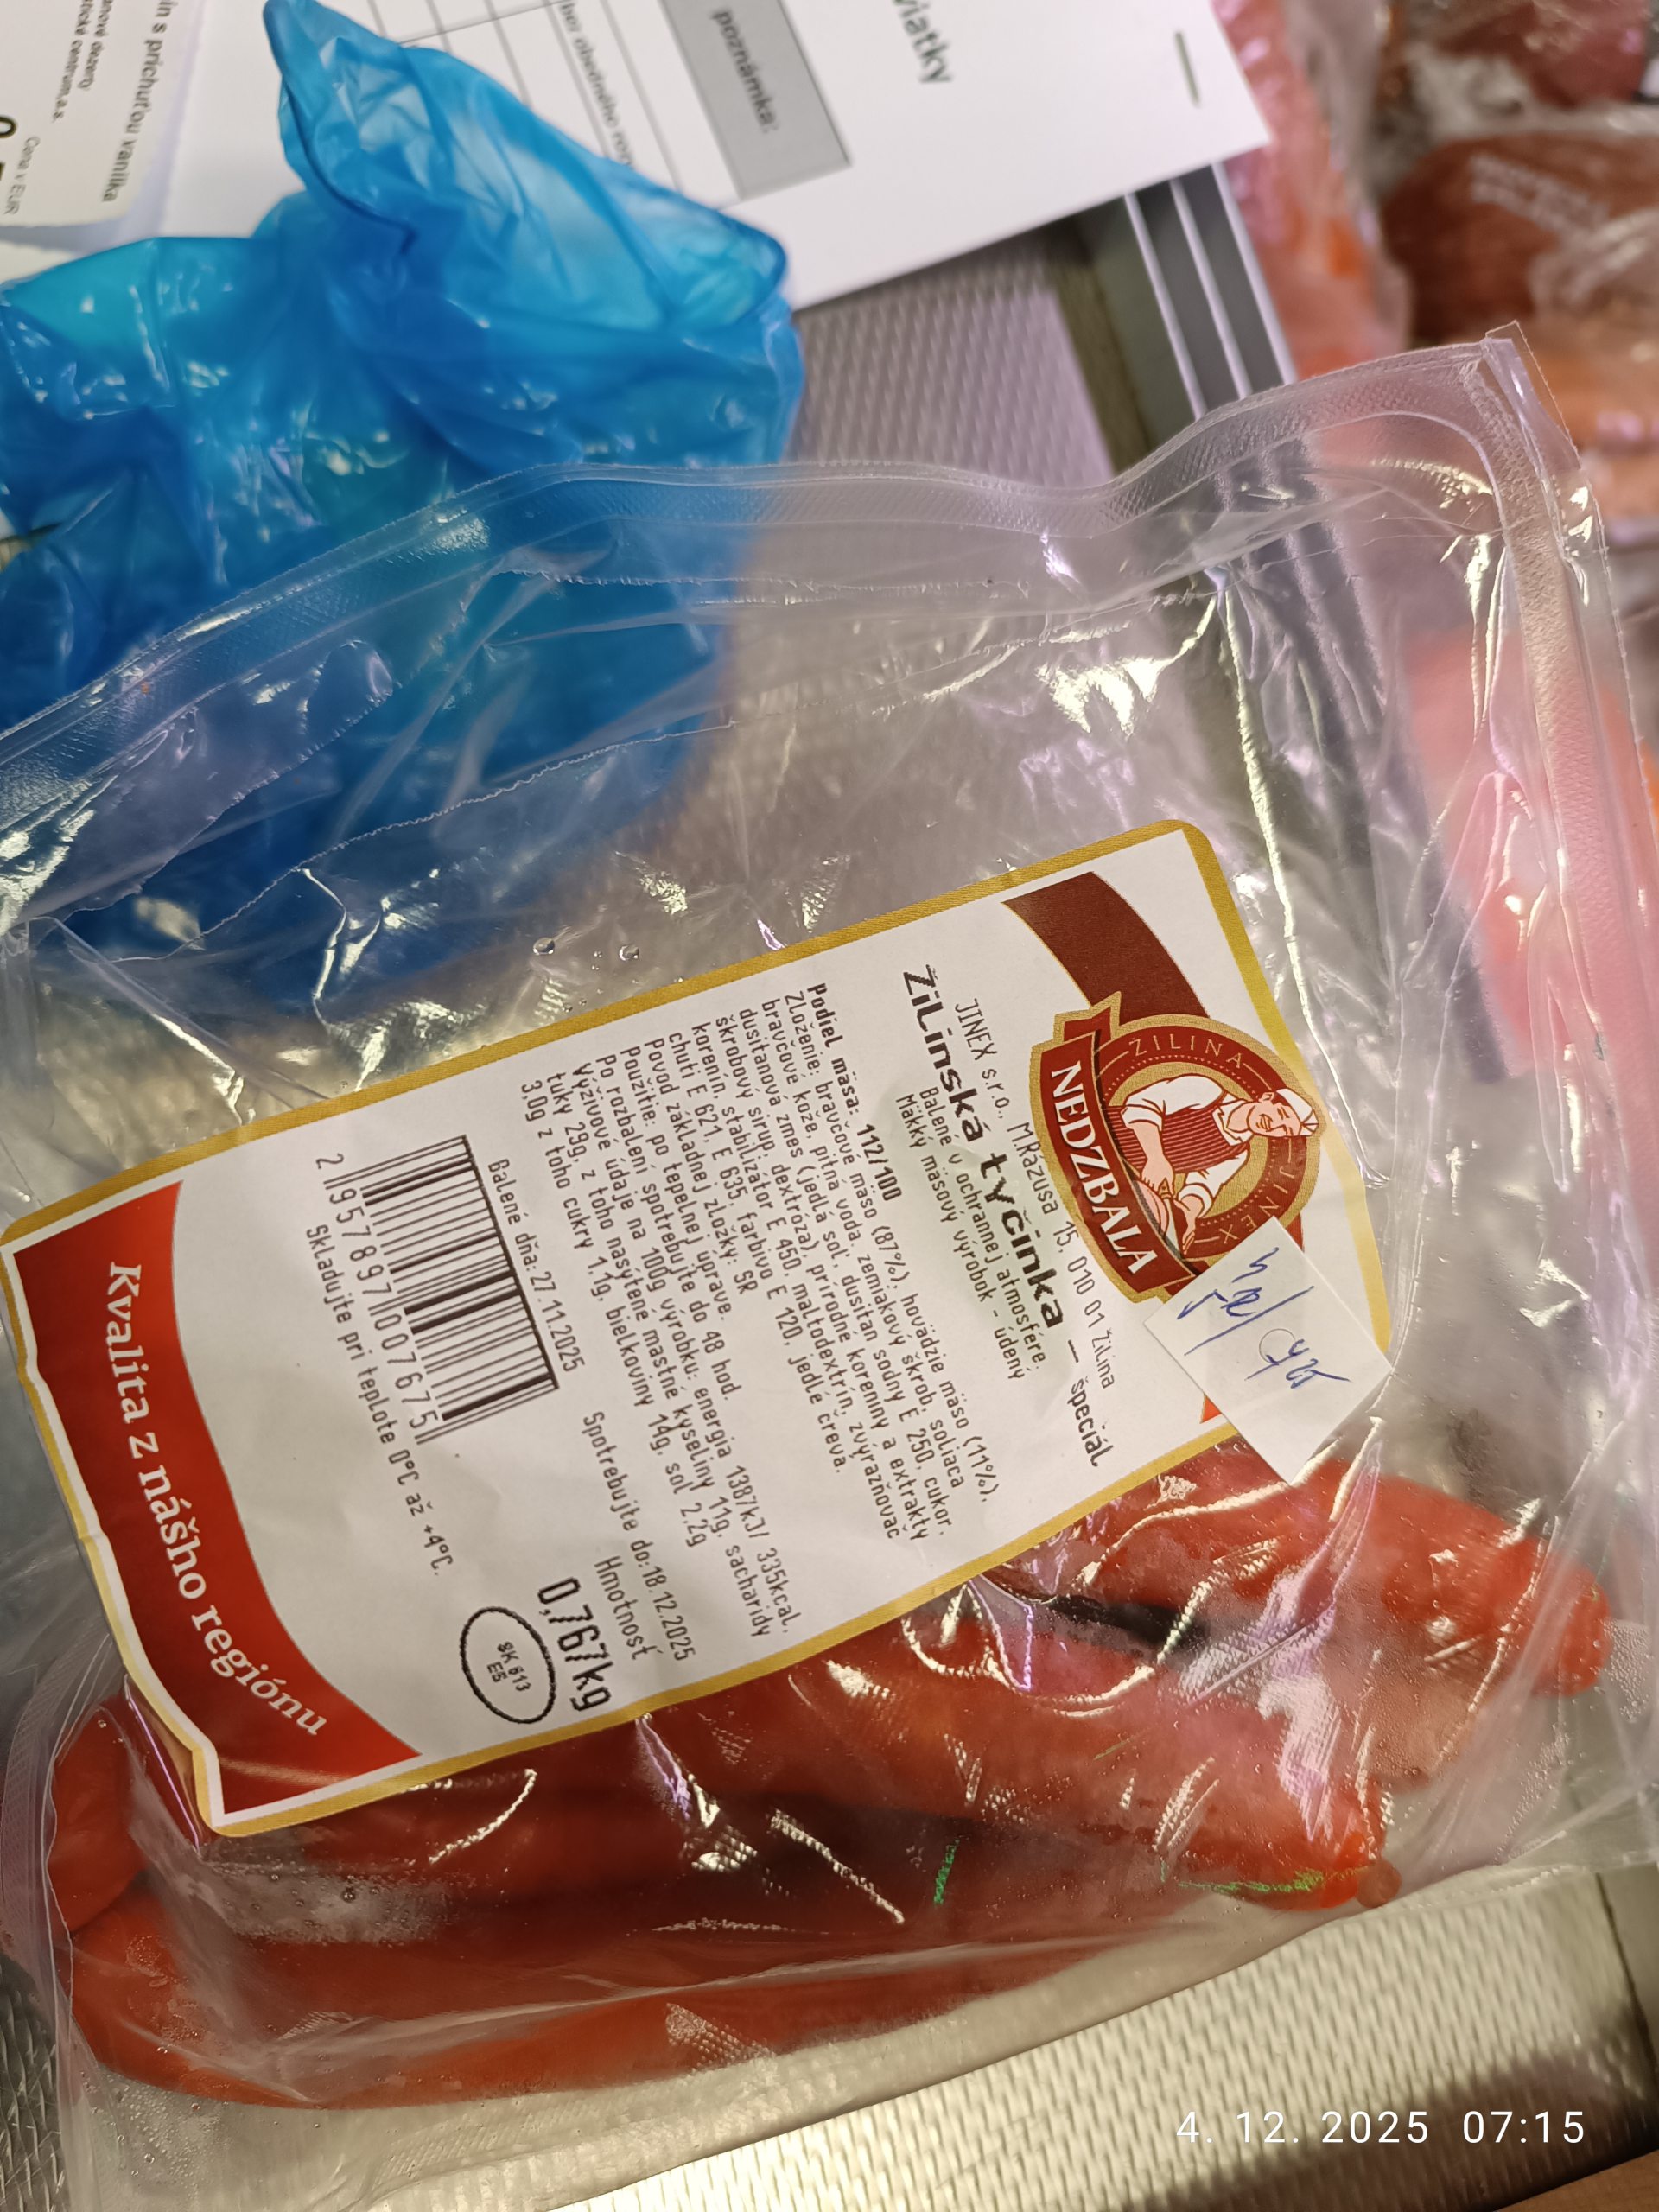 ín s príchuťou vanilka
Cena v EUR
poznámka:
ŽILINA
JINEX
NEDZBALA
JINEX s.r.o., M.Rázusa 15, 010 01 Žilina
Žilinská tyčinka – špeciál
Balené v ochrannej atmosfére.
Mäkký mäsový výrobok - údený
Podiel mäsa: 112/100
Zloženie: bravčové mäso (87%), hovädzie mäso (11%),
bravčové kože, pitná voda, zemiakový škrob, soliaca
dusitanová zmes (jedlá soľ, dusitan sodný E 250, cukor,
škrobový sirup, dextróza), prírodné koreniny a extrakty
korenín, stabilizátor E 450, maltodextrín, zvýrazňovač
chuti E 621, E 635, farbivo E 120, jedlé črevá.
Povod základnej zložky: SR
Použitie: po tepelnej úprave.
Po rozbalení spotrebujte do 48 hod.
Výživové údaje na 100g výrobku: energia 1387kJ/ 335kcal,
tuky 29g, z toho nasýtené mastné kyseliny 11g, sacharidy
3,0g z toho cukry 1,1g, bielkoviny 14g, soľ 2,2g
Balené dňa: 27.11.2025
Spotrebujte do:18.12.2025
Hmotnosť
0,767kg
2 957897 007675
SK 613
ES
Skladujte pri teplote 0°C až +4°C.
Kvalita z nášho regiónu
4. 12. 2025 07:15